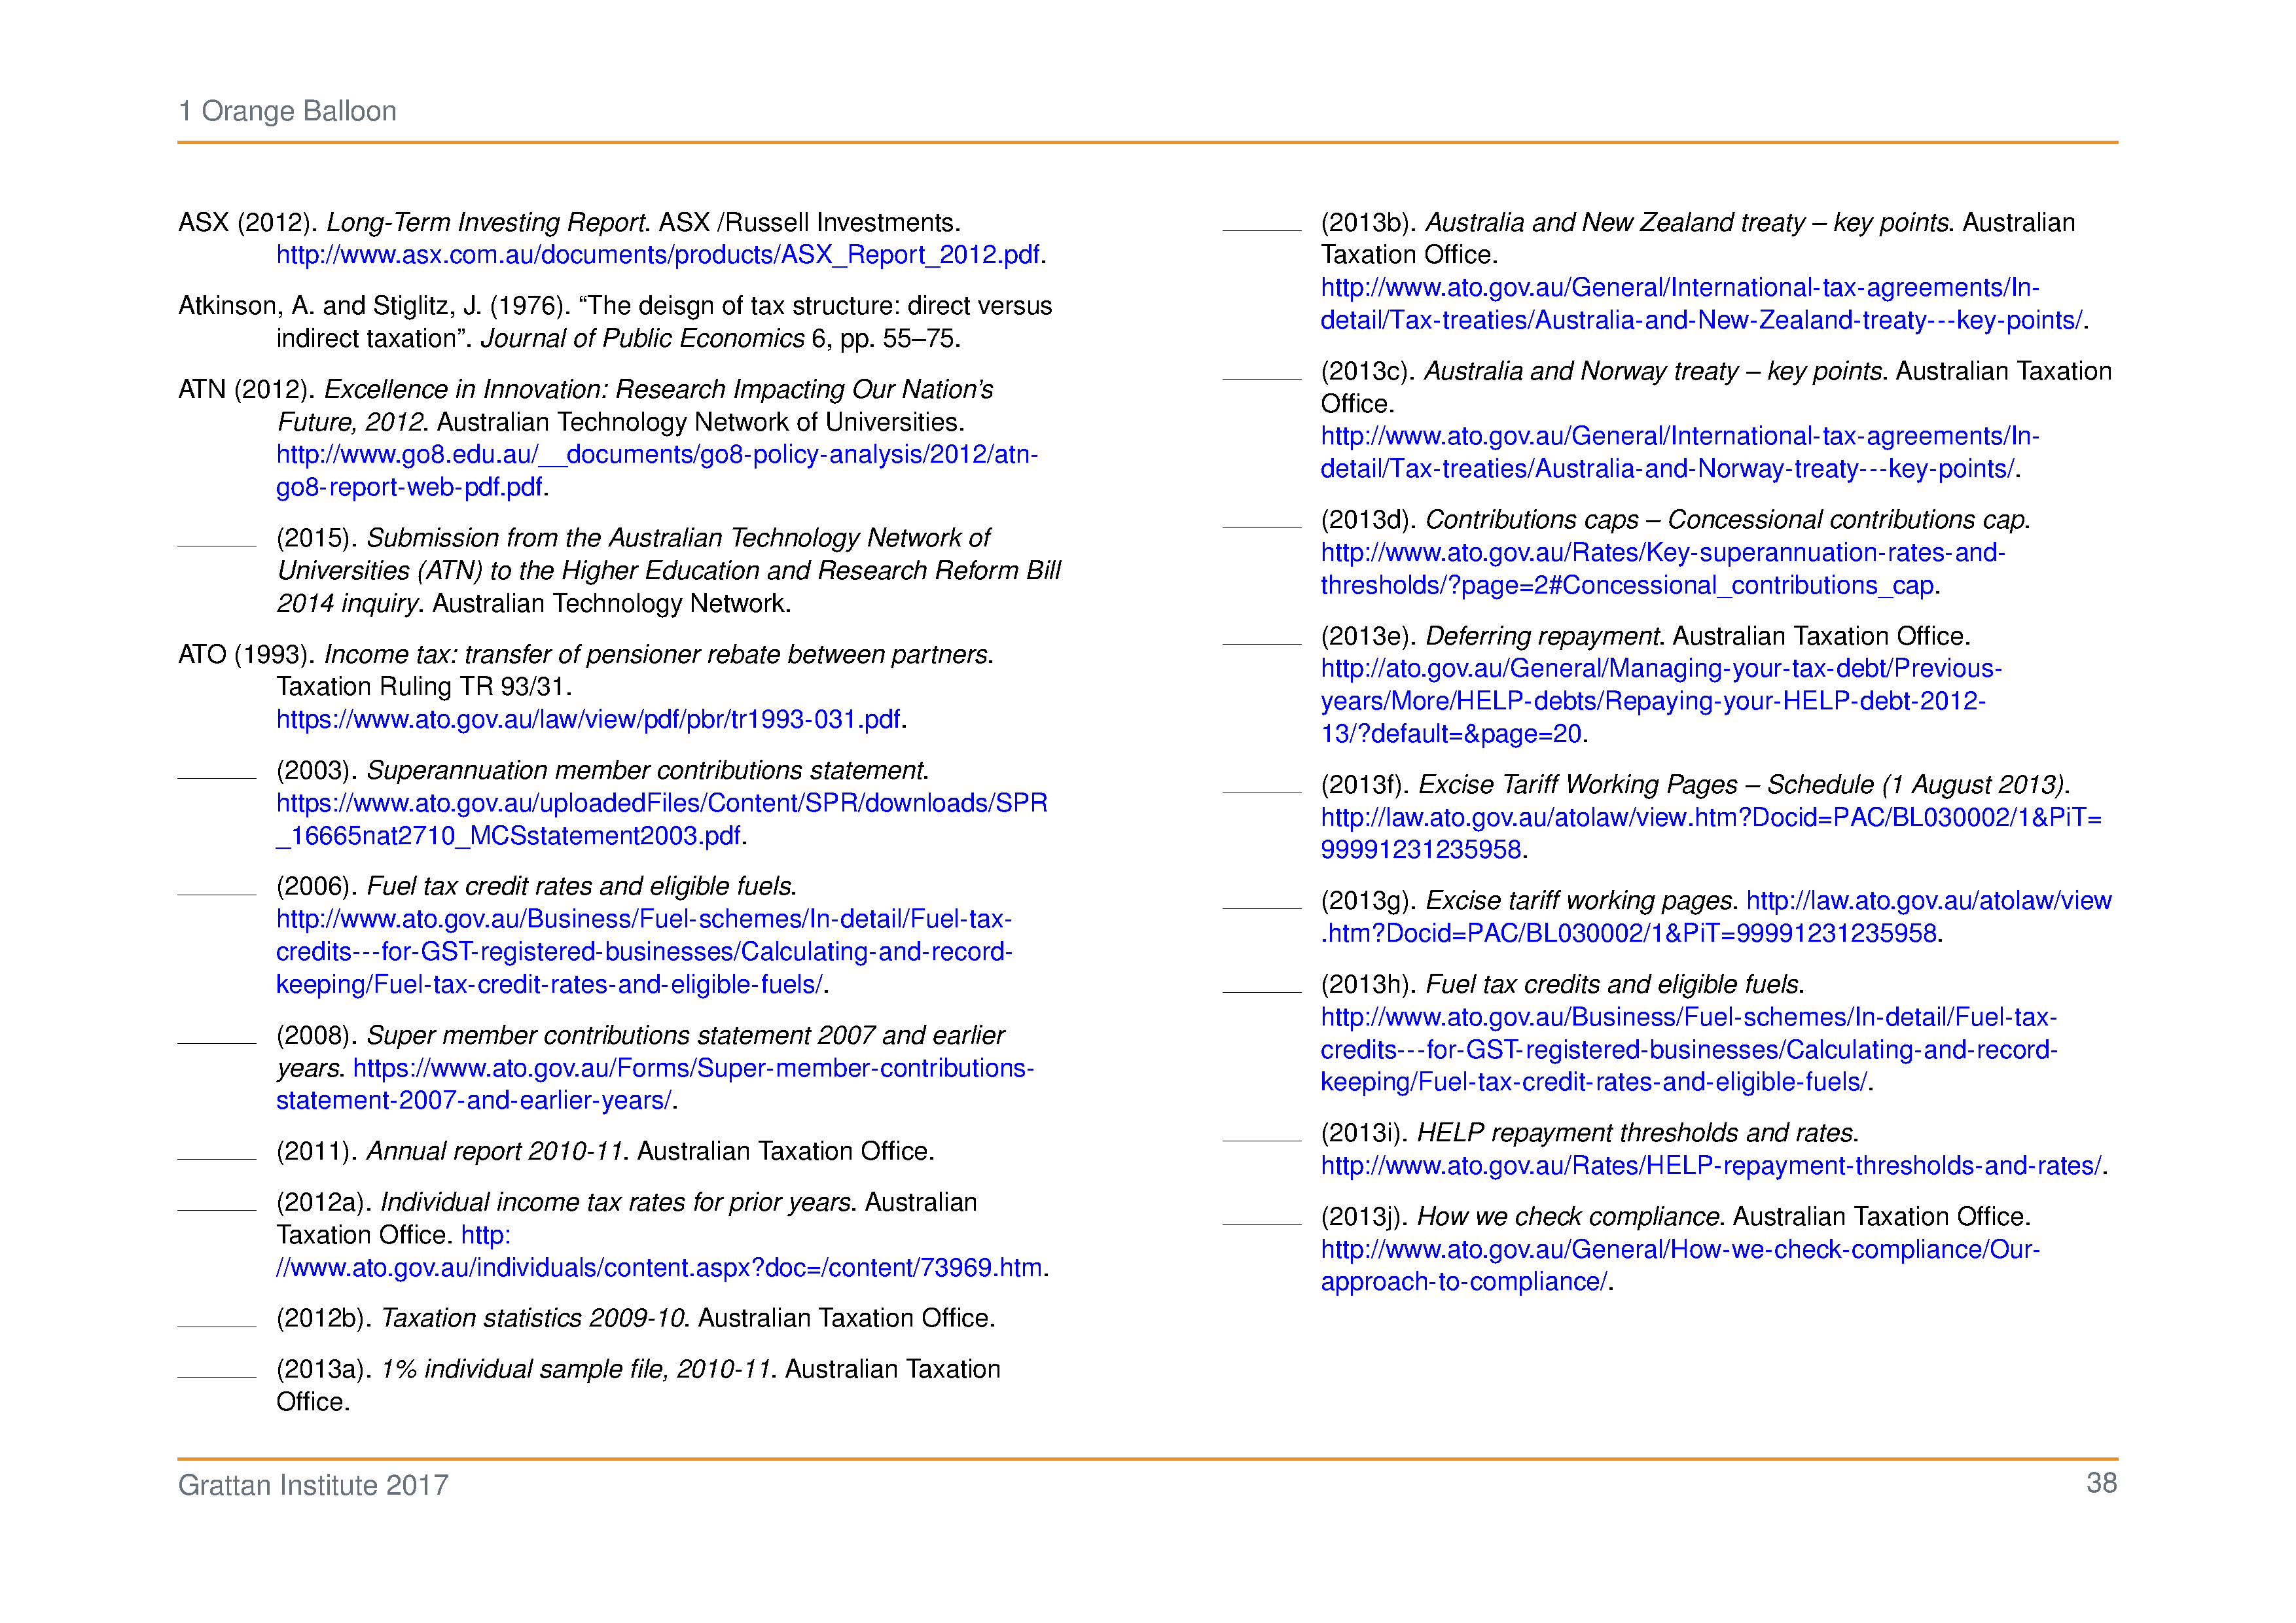 1 Orange Balloon
ASX (2012). Long-Term Investing Report. ASX /Russell Investments.
http://www.asx.com.au/documents/products/ASX_Report_2012.pdf.
Atkinson, A. and Stiglitz, J. (1976). “The deisgn of tax structure: direct versus
indirect taxation”. Journal of Public Economics 6, pp. 55–75.
ATN (2012). Excellence in Innovation: Research Impacting Our Nation’s
Future, 2012. Australian Technology Network of Universities.
http://www.go8.edu.au/__documents/go8-policy-analysis/2012/atn-
go8-report-web-pdf.pdf.
(2015). Submission from the Australian Technology Network of
Universities (ATN) to the Higher Education and Research Reform Bill
2014 inquiry. Australian Technology Network.
ATO (1993). Income tax: transfer of pensioner rebate between partners.
Taxation Ruling TR 93/31.
https://www.ato.gov.au/law/view/pdf/pbr/tr1993-031.pdf.
(2003). Superannuation member contributions statement.
https://www.ato.gov.au/uploadedFiles/Content/SPR/downloads/SPR
_16665nat2710_MCSstatement2003.pdf.
(2006). Fuel tax credit rates and eligible fuels.
http://www.ato.gov.au/Business/Fuel-schemes/In-detail/Fuel-tax-
credits---for-GST-registered-businesses/Calculating-and-record-
keeping/Fuel-tax-credit-rates-and-eligible-fuels/.
(2008). Super member contributions statement 2007 and earlier
years. https://www.ato.gov.au/Forms/Super-member-contributions-
statement-2007-and-earlier-years/.
(2011). Annual report 2010-11. Australian Taxation Office.
(2012a). Individual income tax rates for prior years. Australian
Taxation Office. http:
//www.ato.gov.au/individuals/content.aspx?doc=/content/73969.htm.
(2012b). Taxation statistics 2009-10. Australian Taxation Office.
(2013a). 1% individual sample file, 2010-11. Australian Taxation
Office.
(2013b). Australia and New Zealand treaty – key points. Australian
Taxation Office.
http://www.ato.gov.au/General/International-tax-agreements/In-
detail/Tax-treaties/Australia-and-New-Zealand-treaty---key-points/.
(2013c). Australia and Norway treaty – key points. Australian Taxation
Office.
http://www.ato.gov.au/General/International-tax-agreements/In-
detail/Tax-treaties/Australia-and-Norway-treaty---key-points/.
(2013d). Contributions caps – Concessional contributions cap.
http://www.ato.gov.au/Rates/Key-superannuation-rates-and-
thresholds/?page=2#Concessional_contributions_cap.
(2013e). Deferring repayment. Australian Taxation Office.
http://ato.gov.au/General/Managing-your-tax-debt/Previous-
years/More/HELP-debts/Repaying-your-HELP-debt-2012-
13/?default=&page=20.
(2013f). Excise Tariff Working Pages – Schedule (1 August 2013).
http://law.ato.gov.au/atolaw/view.htm?Docid=PAC/BL030002/1&PiT=
99991231235958.
(2013g). Excise tariff working pages. http://law.ato.gov.au/atolaw/view
.htm?Docid=PAC/BL030002/1&PiT=99991231235958.
(2013h). Fuel tax credits and eligible fuels.
http://www.ato.gov.au/Business/Fuel-schemes/In-detail/Fuel-tax-
credits---for-GST-registered-businesses/Calculating-and-record-
keeping/Fuel-tax-credit-rates-and-eligible-fuels/.
(2013i). HELP repayment thresholds and rates.
http://www.ato.gov.au/Rates/HELP-repayment-thresholds-and-rates/.
(2013j). How we check compliance. Australian Taxation Office.
http://www.ato.gov.au/General/How-we-check-compliance/Our-
approach-to-compliance/.
Grattan Institute 2017
38